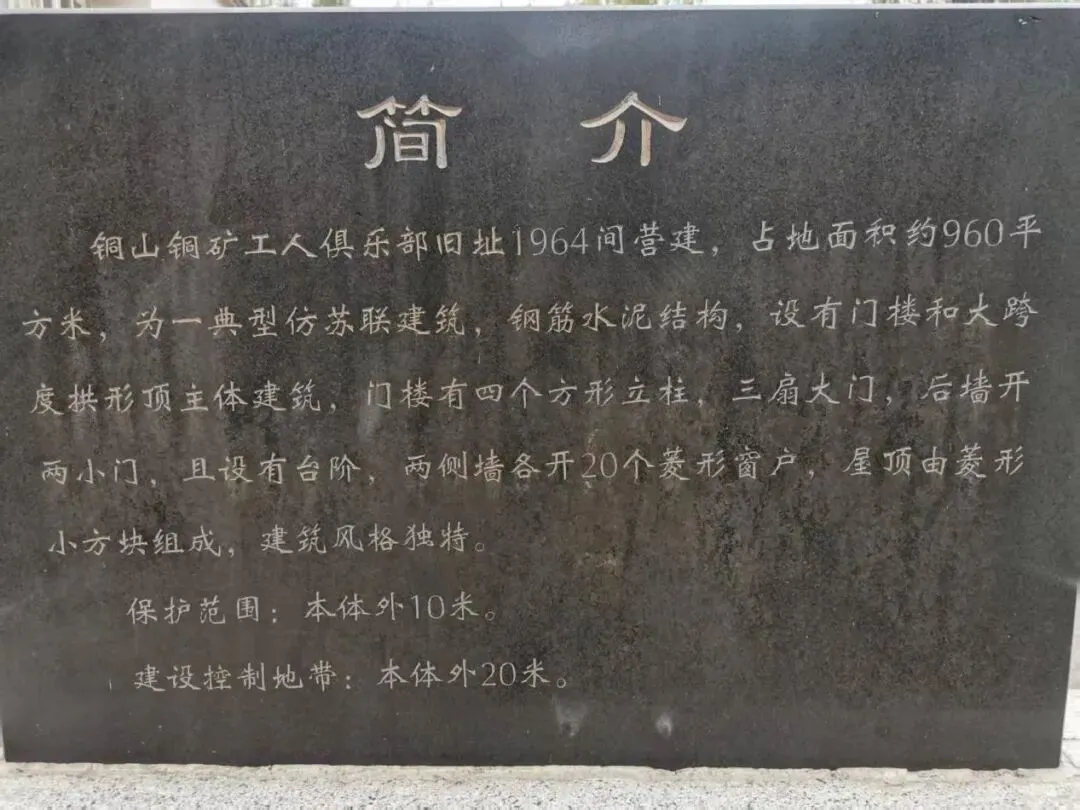 简 介
铜山铜矿工人俱乐部旧址1964间营建，占地面积约960平
方米，为一典型仿苏联建筑，钢筋水泥结构，设有门楼和大跨
度拱形顶主体建筑，门楼有四个方形立柱，三扇大门，后墙开
两小门，且设有台阶，两侧墙各开20个菱形窗户，屋顶由菱形
小方块组成，建筑风格独特。
保护范围：本体外10米。
建设控制地带：本体外20米。